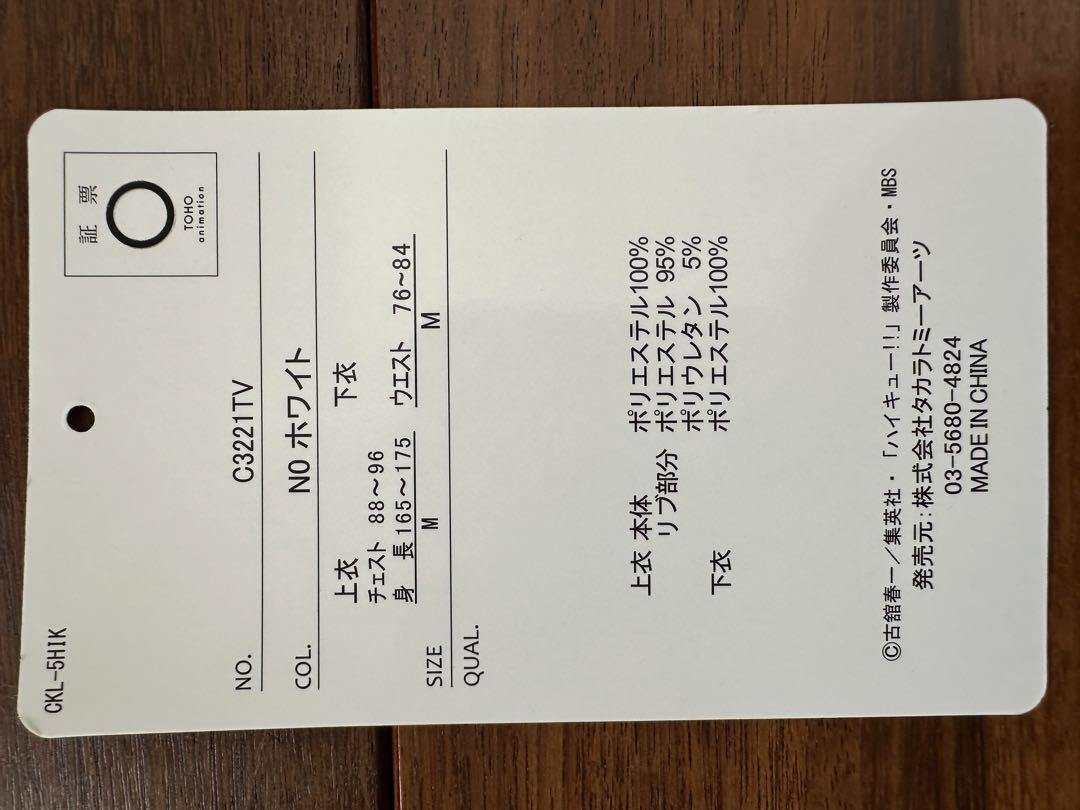 CKL-5HIK
証 票
TOHO
animation
NO. C3221TV
COL. N0 ホワイト
上衣 下衣
チェスト 88〜96
身 長 165〜175 ウエスト 76〜84
SIZE M M
QUAL.
上衣 本体 ポリエステル100%
リブ部分 ポリエステル 95%
ポリウレタン 5%
下衣 ポリエステル100%
©古舘春一／集英社・「ハイキュー!!」製作委員会・MBS
発売元:株式会社タカラトミーアーツ
03-5680-4824
MADE IN CHINA